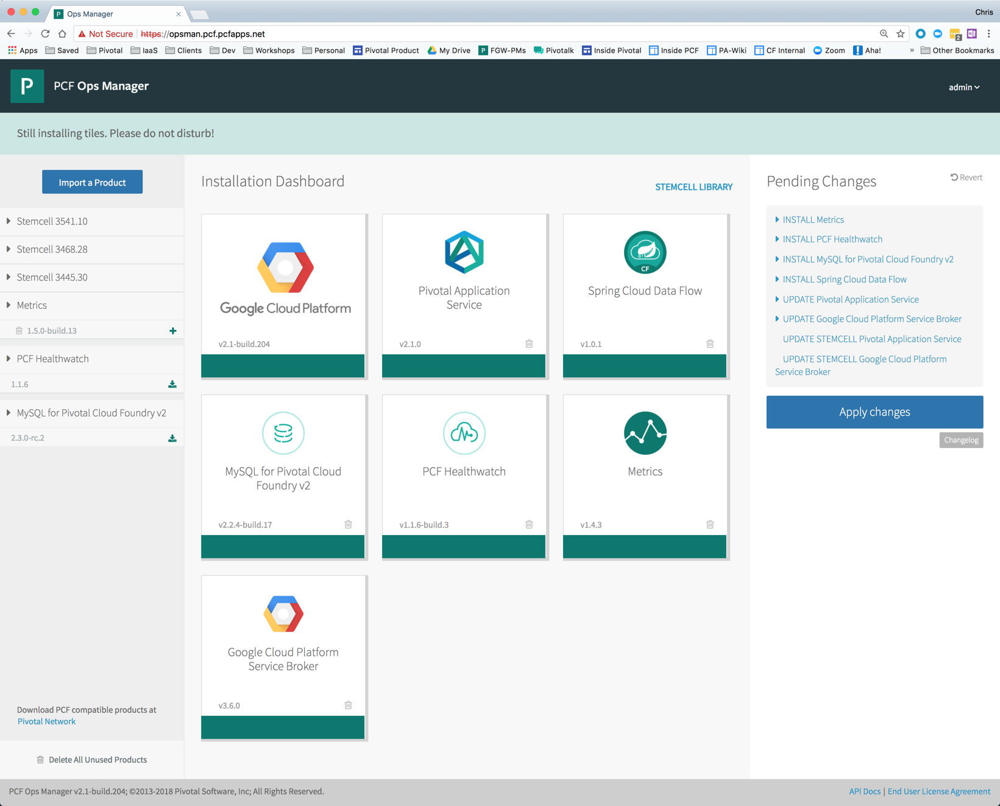 Ops Manager
Chris
Not Secure https://opsman.pcf.pcfapps.net
2
Apps Saved Pivotal IaaS Clients Dev Workshops Personal Pivotal Product My Drive FGW-PMs Pivotalk Inside Pivotal Inside PCF PA-Wiki CF Internal Zoom Aha! » Other Bookmarks
P PCF Ops Manager
admin
Still installing tiles. Please do not disturb!
Import a Product
Stemcell 3541.10
Stemcell 3468.28
Stemcell 3445.30
Metrics
1.5.0-build.13
PCF Healthwatch
1.1.6
MySQL for Pivotal Cloud Foundry v2
2.3.0-rc.2
Download PCF compatible products at
Pivotal Network
Delete All Unused Products
Installation Dashboard
STEMCELL LIBRARY
Google Cloud Platform
v2.1-build.204
Pivotal Application
Service
v2.1.0
CF
Spring Cloud Data Flow
v1.0.1
MySQL for Pivotal Cloud
Foundry v2
v2.2.4-build.17
PCF Healthwatch
v1.1.6-build.3
Metrics
v1.4.3
Google Cloud Platform
Service Broker
v3.6.0
Pending Changes
Revert
INSTALL Metrics
INSTALL PCF Healthwatch
INSTALL MySQL for Pivotal Cloud Foundry v2
INSTALL Spring Cloud Data Flow
UPDATE Pivotal Application Service
UPDATE Google Cloud Platform Service Broker
UPDATE STEMCELL Pivotal Application Service
UPDATE STEMCELL Google Cloud Platform
Service Broker
Apply changes
Changelog
PCF Ops Manager v2.1-build.204; ©2013-2018 Pivotal Software, Inc; All Rights Reserved.
API Docs | End User License Agreement